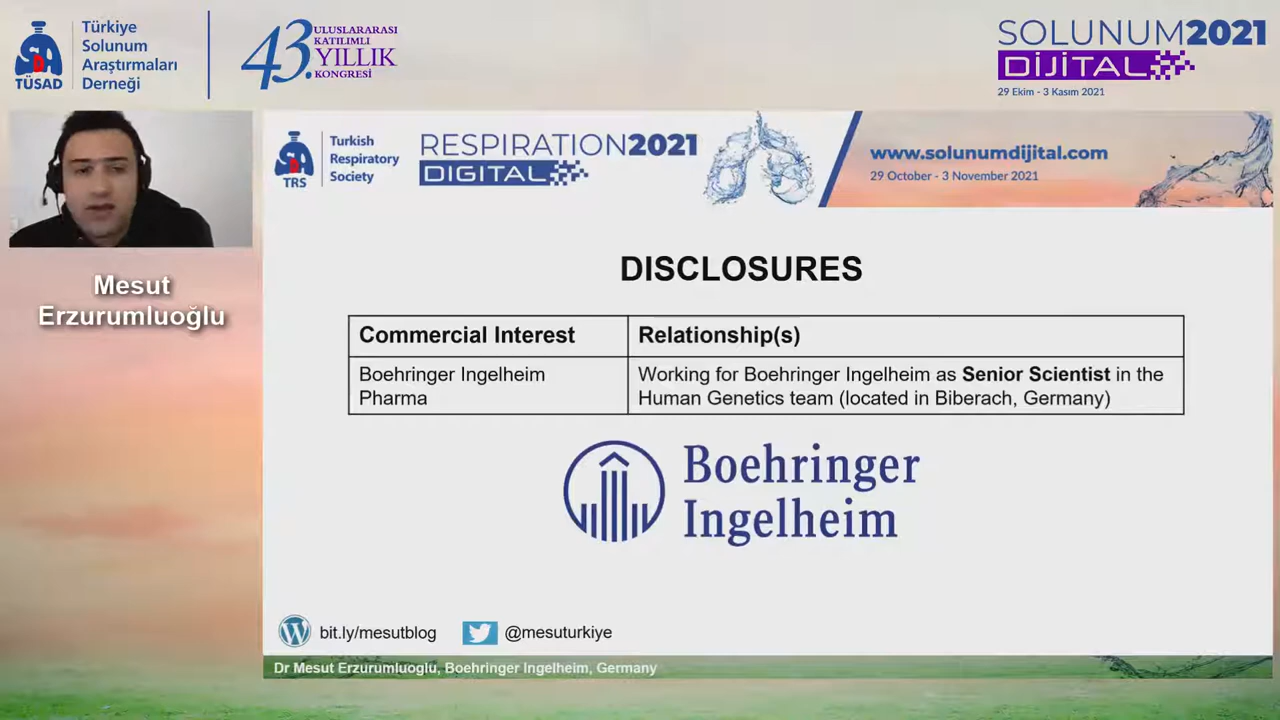 TÜSAD
Türkiye
Solunum
Araştırmaları
Derneği
43.
ULUSLARARASI
KATILIMLI
YILLIK
KONGRESİ
SOLUNUM2021
DİJİTAL
29 Ekim - 3 Kasım 2021
TRS
Turkish
Respiratory
Society
RESPIRATION2021
DIGITAL
www.solunumdijital.com
29 October - 3 November 2021
Mesut
Erzurumluoğlu
DISCLOSURES
Commercial Interest
Relationship(s)
Boehringer Ingelheim
Pharma
Working for Boehringer Ingelheim as Senior Scientist in the
Human Genetics team (located in Biberach, Germany)
Boehringer
Ingelheim
bit.ly/mesutblog
@mesuturkiye
Dr Mesut Erzurumluoglu, Boehringer Ingelheim, Germany